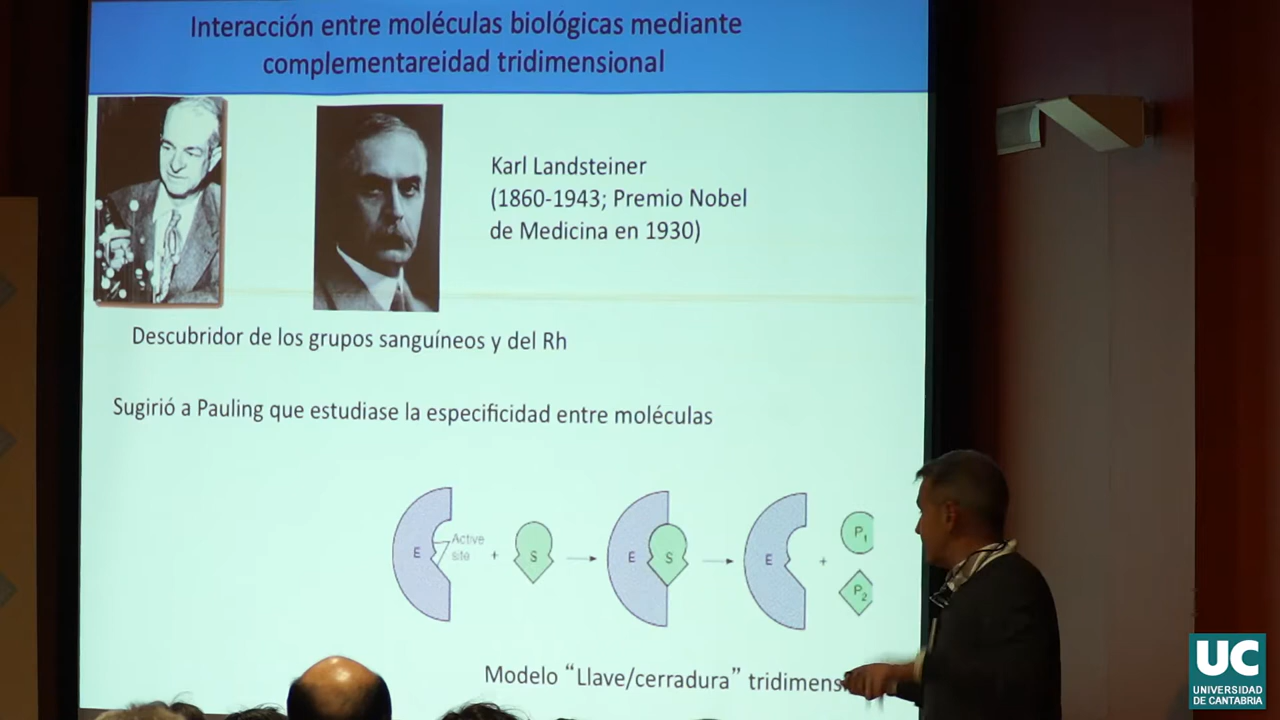 Interacción entre moléculas biológicas mediante
complementareidad tridimensional
Karl Landsteiner
(1860-1943; Premio Nobel
de Medicina en 1930)
Descubridor de los grupos sanguíneos y del Rh
Sugirió a Pauling que estudiase la especificidad entre moléculas
E
Active
site
+
S
E
S
E
+
P1
P2
Modelo “Llave/cerradura” tridimens
UC
UNIVERSIDAD
DE CANTABRIA